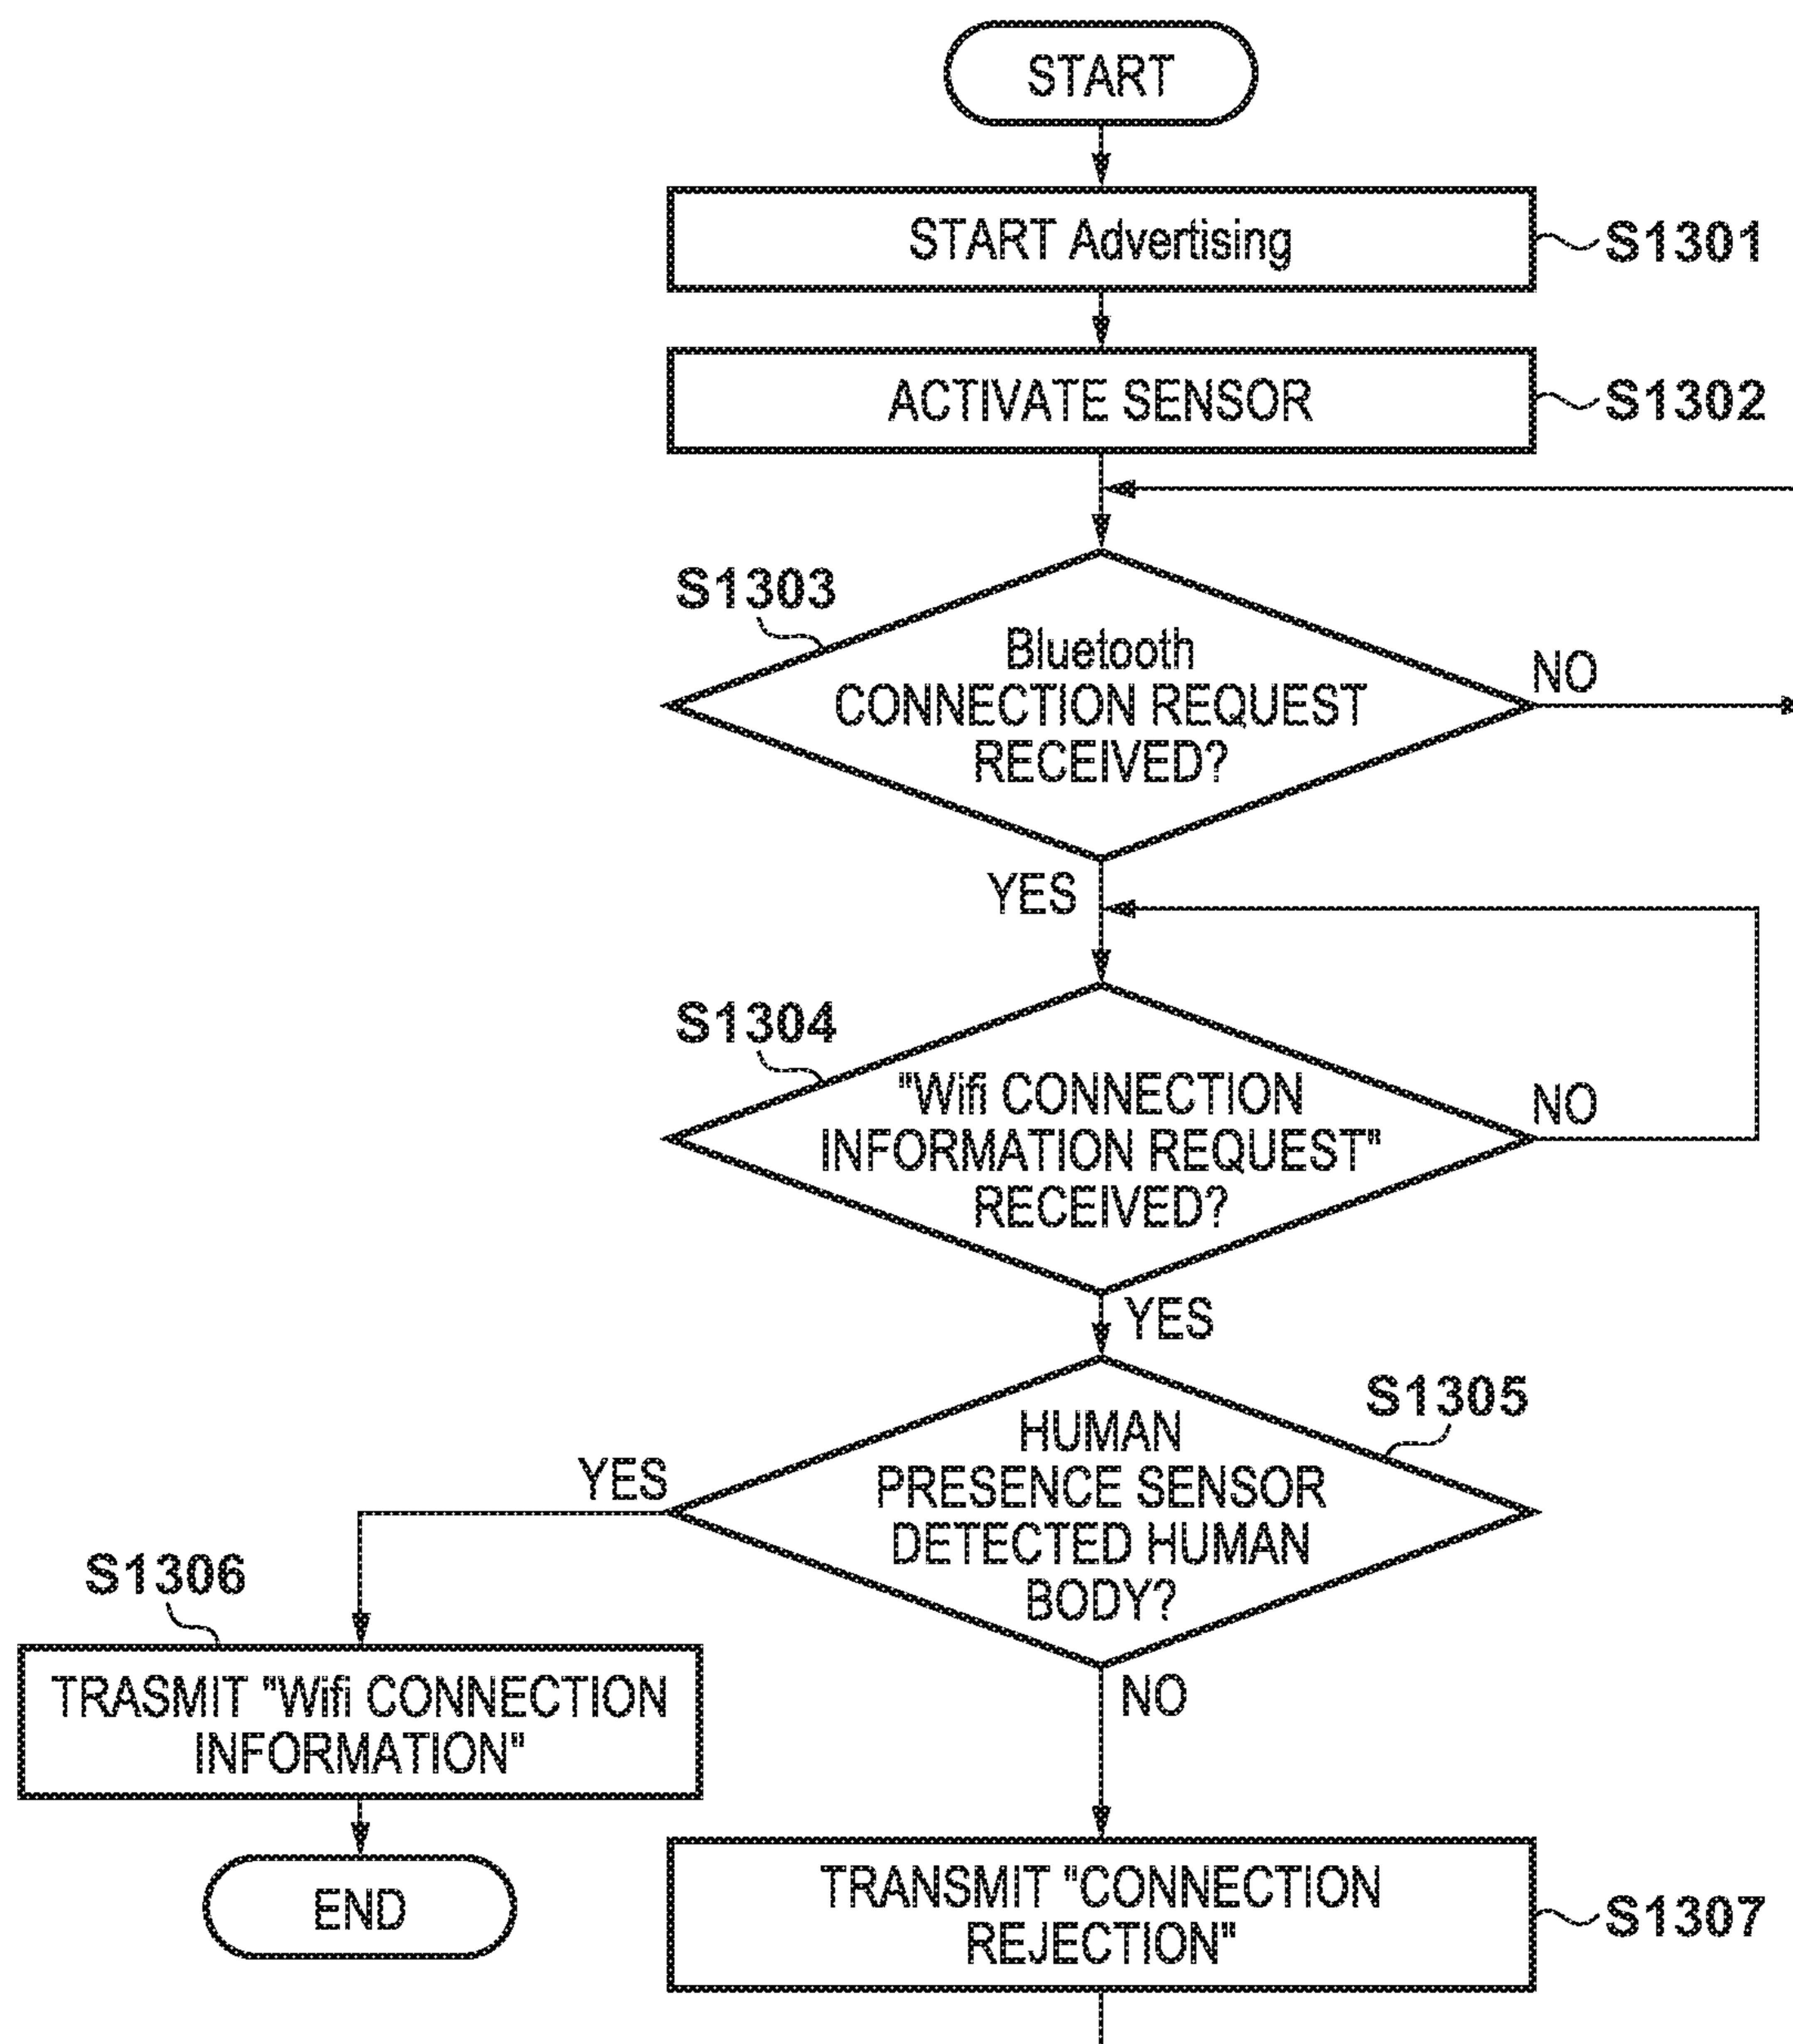 START
START Advertising
S1301
ACTIVATE SENSOR
S1302
S1303
Bluetooth
CONNECTION REQUEST
RECEIVED?
NO
YES
S1304
"Wifi CONNECTION
INFORMATION REQUEST"
RECEIVED?
NO
YES
S1305
HUMAN
PRESENCE SENSOR
DETECTED HUMAN
BODY?
YES
S1306
TRASMIT "Wifi CONNECTION
INFORMATION"
NO
END
TRANSMIT "CONNECTION
REJECTION"
S1307